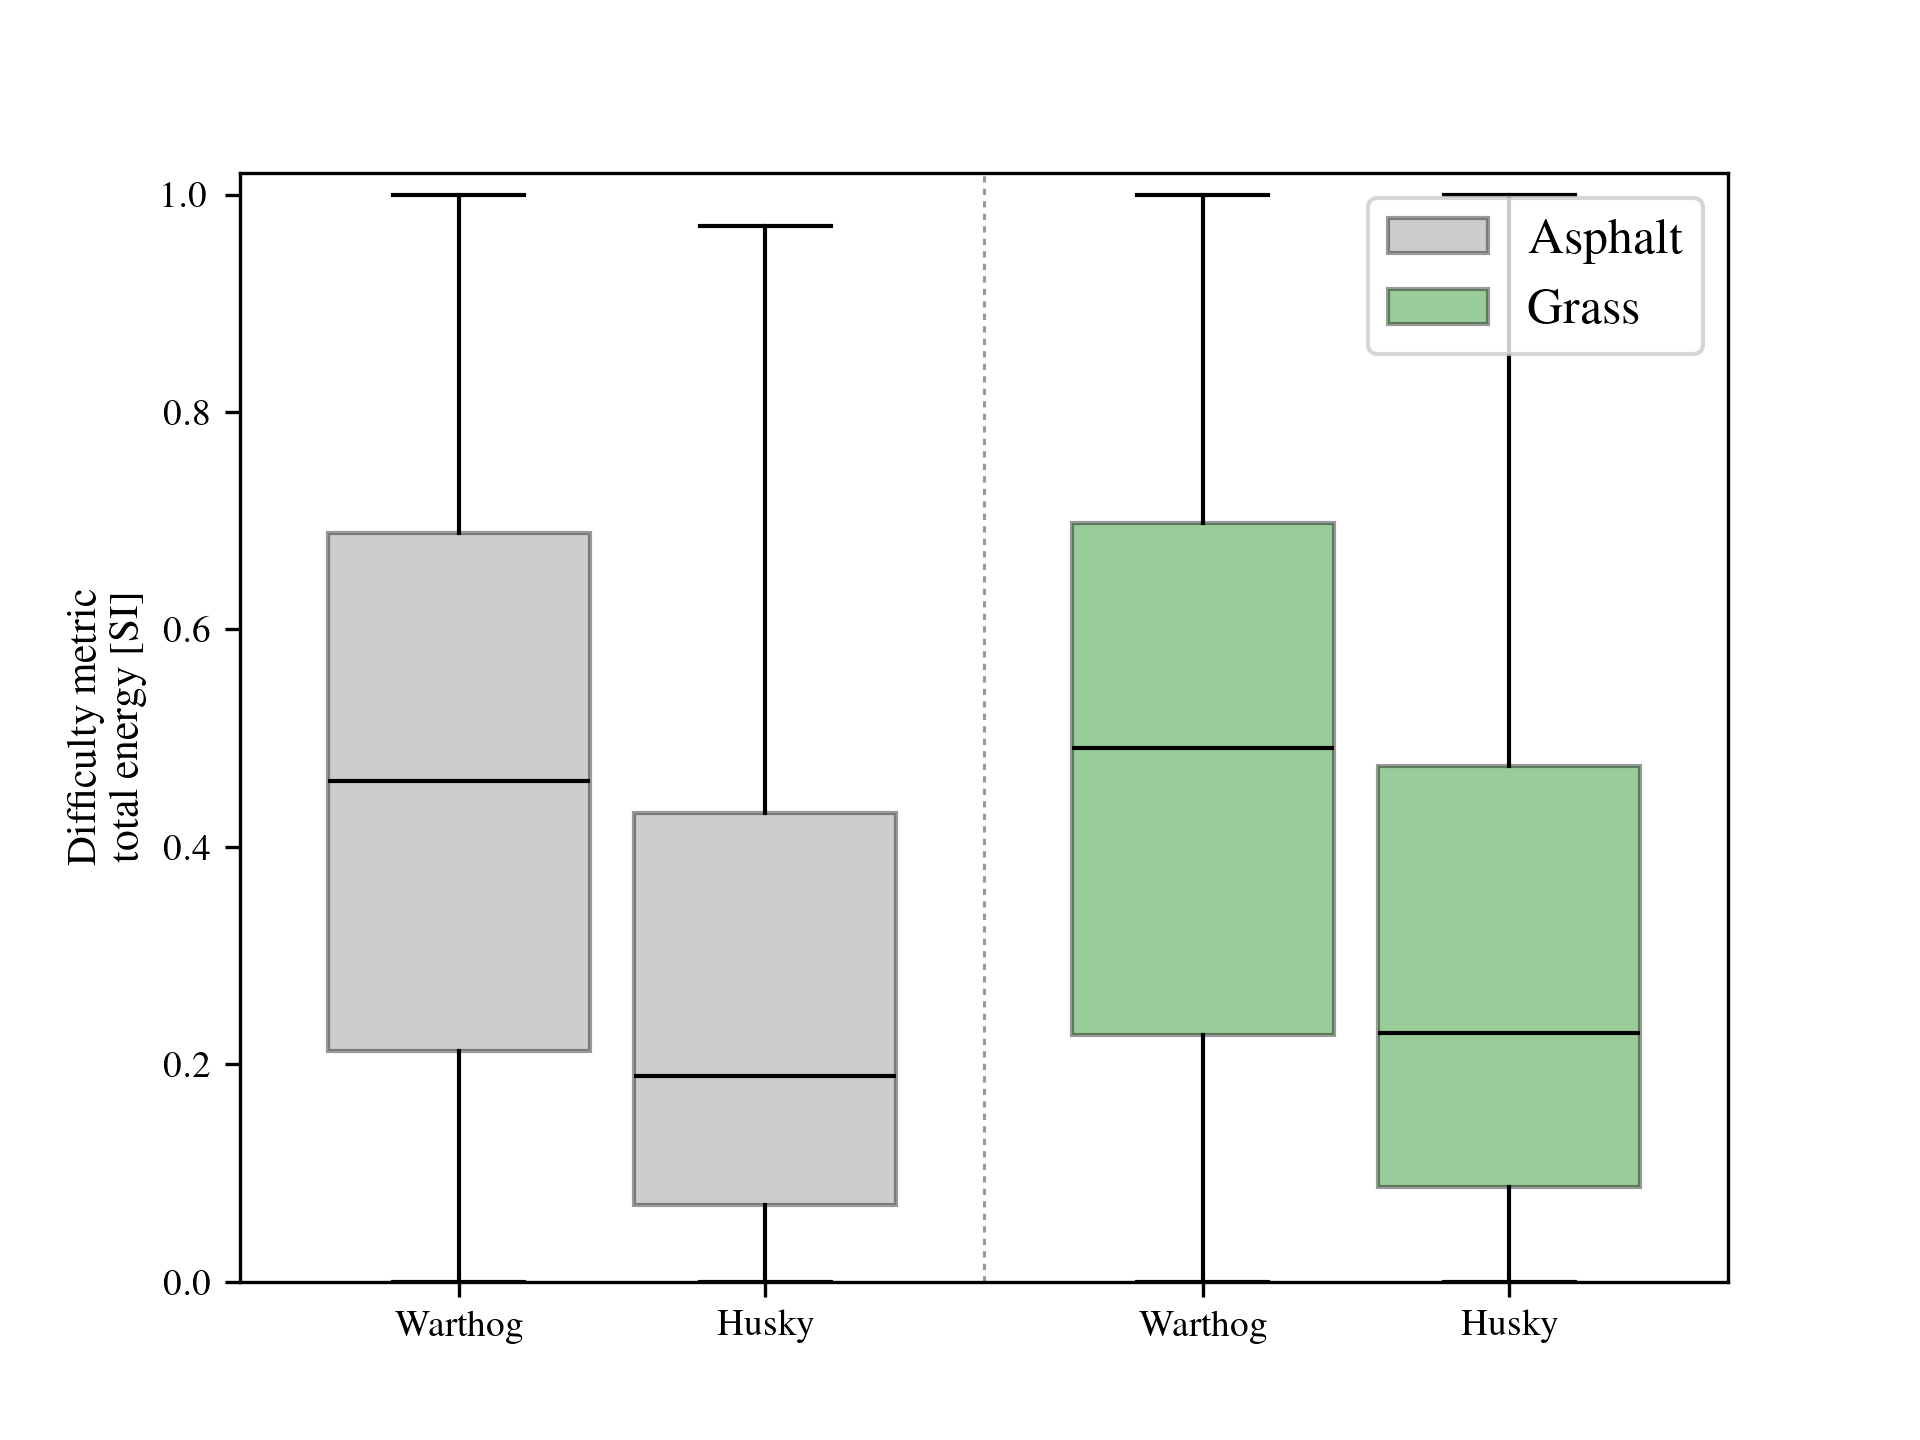 Difficulty metric
total energy [SI]
1.0
0.8
0.6
0.4
0.2
0.0
Asphalt
Grass
Warthog
Husky
Warthog
Husky